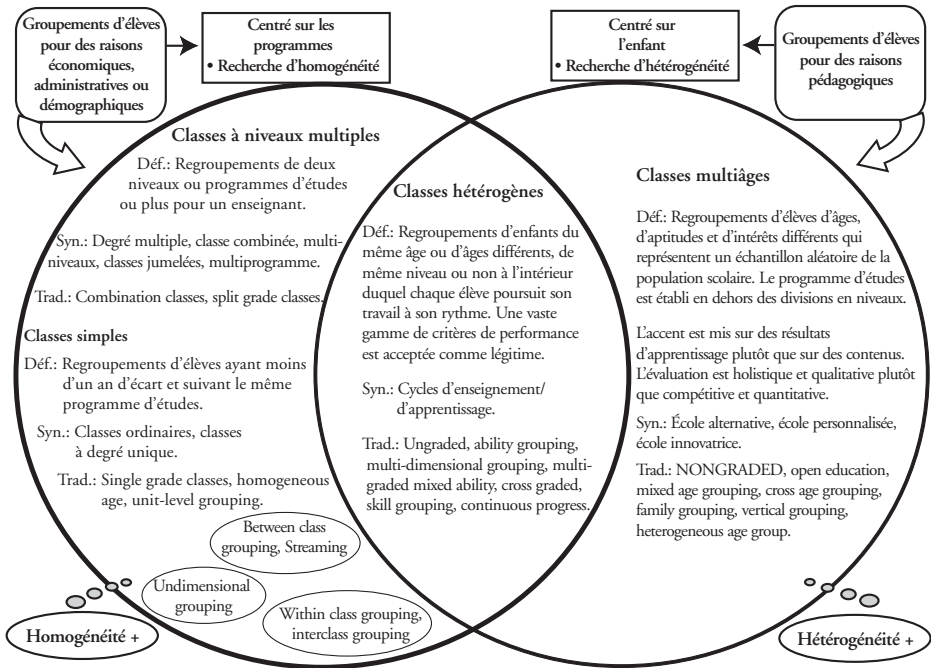 Groupements d'élèves
pour des raisons
économiques,
administratives ou
démographiques
Centré sur les
programmes
• Recherche d'homogénéité
Centré sur
l'enfant
• Recherche d'hétérogénéité
Groupements d'élèves
pour des raisons
pédagogiques
Classes à niveaux multiples
Déf.: Regroupements de deux
niveaux ou programmes d'études
ou plus pour un enseignant.
Syn.: Degré multiple, classe combinée, multi-
niveaux, classes jumelées, multiprogramme.
Trad.: Combination classes, split grade classes.
Classes simples
Déf.: Regroupements d'élèves ayant moins
d'un an d'écart et suivant le même
programme d'études.
Syn.: Classes ordinaires, classes
à degré unique.
Trad.: Single grade classes, homogeneous
age, unit-level grouping.
Between class
grouping, Streaming
Undimensional
grouping
Within class grouping,
interclass grouping
Homogénéité +
Classes hétérogènes
Déf.: Regroupements d'enfants du
même âge ou d'âges différents, de
même niveau ou non à l'intérieur
duquel chaque élève poursuit son
travail à son rythme. Une vaste
gamme de critères de performance
est acceptée comme légitime.
Syn.: Cycles d'enseignement/
d'apprentissage.
Trad.: Ungraded, ability grouping,
multi-dimensional grouping, multi-
graded mixed ability, cross graded,
skill grouping, continuous progress.
Classes multiâges
Déf.: Regroupements d'élèves d'âges,
d'aptitudes et d'intérêts différents qui
représentent un échantillon aléatoire de la
population scolaire. Le programme d'études
est établi en dehors des divisions en niveaux.
L'accent est mis sur des résultats
d'apprentissage plutôt que sur des contenus.
L'évaluation est holistique et qualitative plutôt
que compétitive et quantitative.
Syn.: École alternative, école personnalisée,
école innovatrice.
Trad.: NONGRADED, open education,
mixed age grouping, cross age grouping,
family grouping, vertical grouping,
heterogeneous age group.
Hétérogénéité +